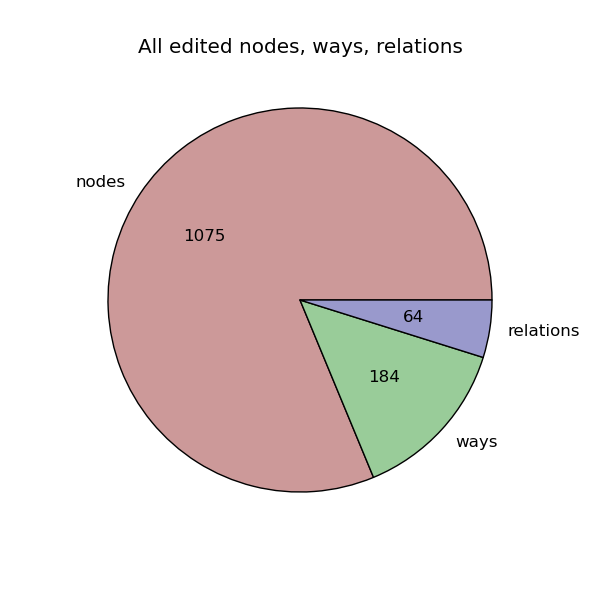 All edited nodes, ways, relations
nodes
1075
64
relations
184
ways